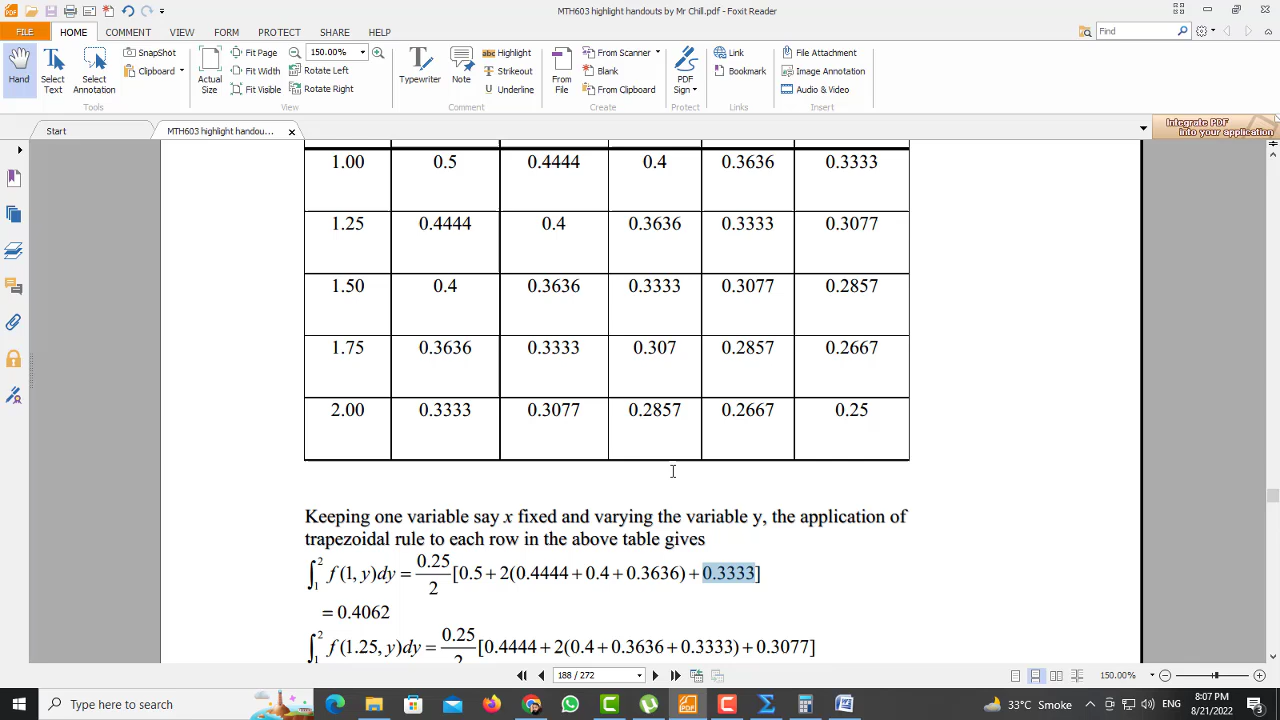 MTH603 highlight handouts by Mr Chill.pdf - Foxit Reader
FILE HOME COMMENT VIEW FORM PROTECT SHARE HELP
Find
Hand
Select Text
Select Annotation
SnapShot
Clipboard
Tools
Actual Size
Fit Page
Fit Width
Fit Visible
150.00%
Rotate Left
Rotate Right
View
Typewriter
Note
Highlight
Strikeout
Underline
Comment
From File
From Scanner
Blank
From Clipboard
Create
PDF Sign
Protect
Link
Bookmark
Links
File Attachment
Image Annotation
Audio & Video
Insert
Start
MTH603 highlight handou...
Integrate PDF
into your application
1.00 0.5 0.4444 0.4 0.3636 0.3333
1.25 0.4444 0.4 0.3636 0.3333 0.3077
1.50 0.4 0.3636 0.3333 0.3077 0.2857
1.75 0.3636 0.3333 0.307 0.2857 0.2667
2.00 0.3333 0.3077 0.2857 0.2667 0.25
Keeping one variable say x fixed and varying the variable y, the application of
trapezoidal rule to each row in the above table gives
∫₁² f(1, y)dy = 0.25/2 [0.5 + 2(0.4444 + 0.4 + 0.3636) + 0.3333]
= 0.4062
∫₁² f(1.25, y)dy = 0.25/2 [0.4444 + 2(0.4 + 0.3636 + 0.3333) + 0.3077]
188 / 272
150.00%
Type here to search
33°C Smoke
ENG
8:07 PM
8/21/2022
3